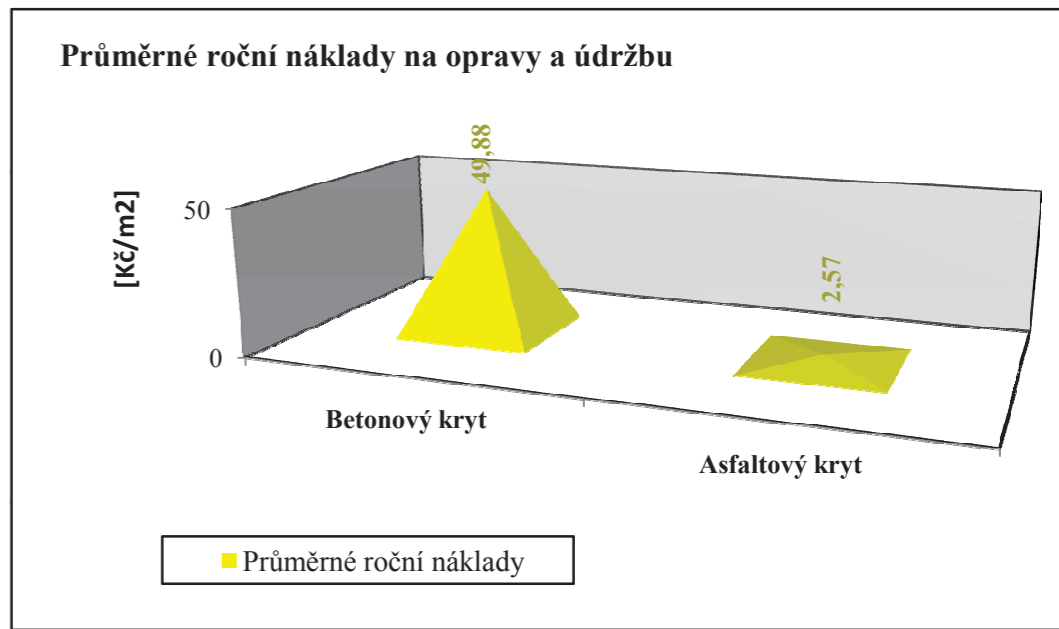 Průměrné roční náklady na opravy a údržbu
49,88
2,57
[Kč/m2]
50
0
Betonový kryt
Asfaltový kryt
Průměrné roční náklady